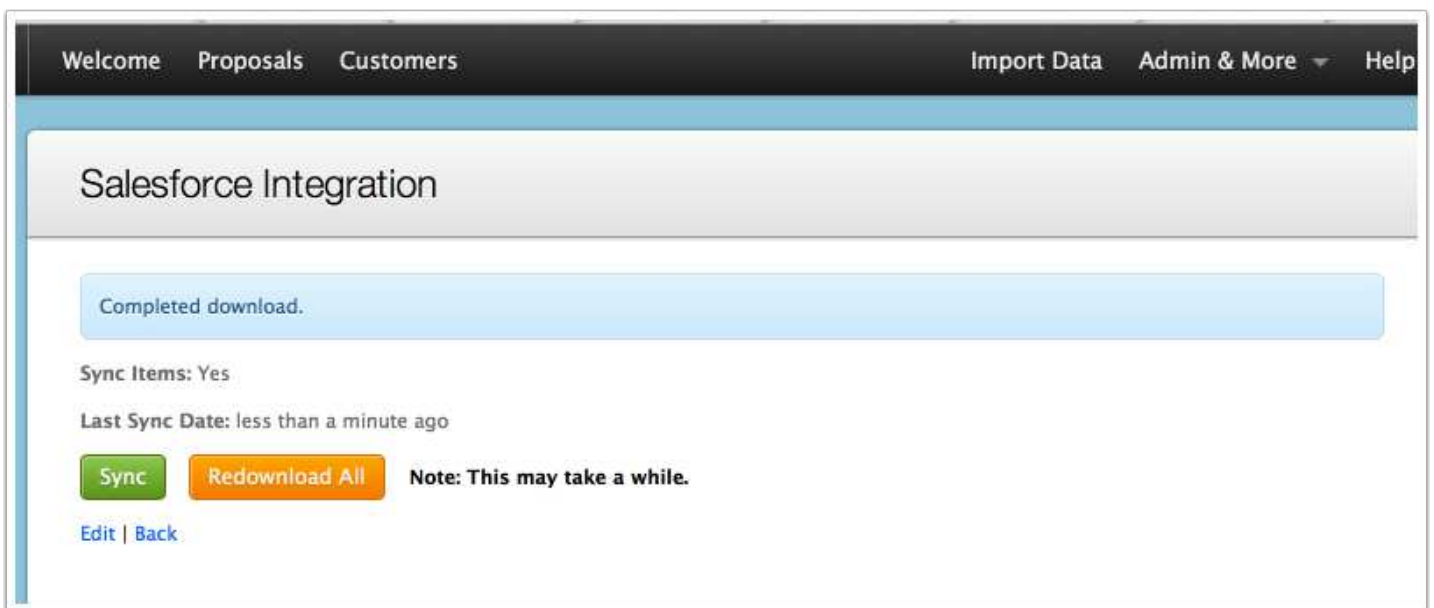 Welcome Proposals Customers Import Data Admin & More Help
Salesforce Integration
Completed download.
Sync Items: Yes
Last Sync Date: less than a minute ago
Sync Redownload All Note: This may take a while.
Edit | Back